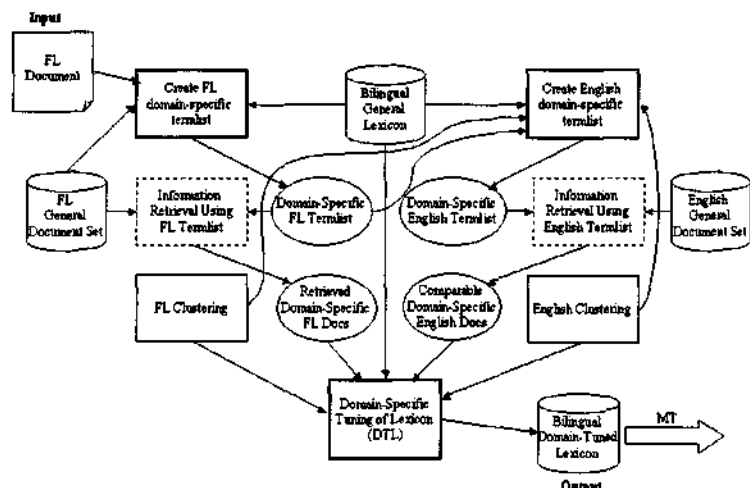 Input
FL
Document
Create FL
domain-specific
termlist
Bilingual
General
Lexicon
Create English
domain-specific
termlist
FL
General
Document Set
Information
Retrieval Using
FL Termlist
Domain-Specific
FL Termlist
Domain-Specific
English Termlist
Information
Retrieval Using
English Termlist
English
General
Document Set
FL Clustering
Retrieved
Domain-Specific
FL Docs
Comparable
Domain-Specific
English Docs
English Clustering
Domain-Specific
Tuning of Lexicon
(DTL)
Bilingual
Domain-Tuned
Lexicon
MT
Output